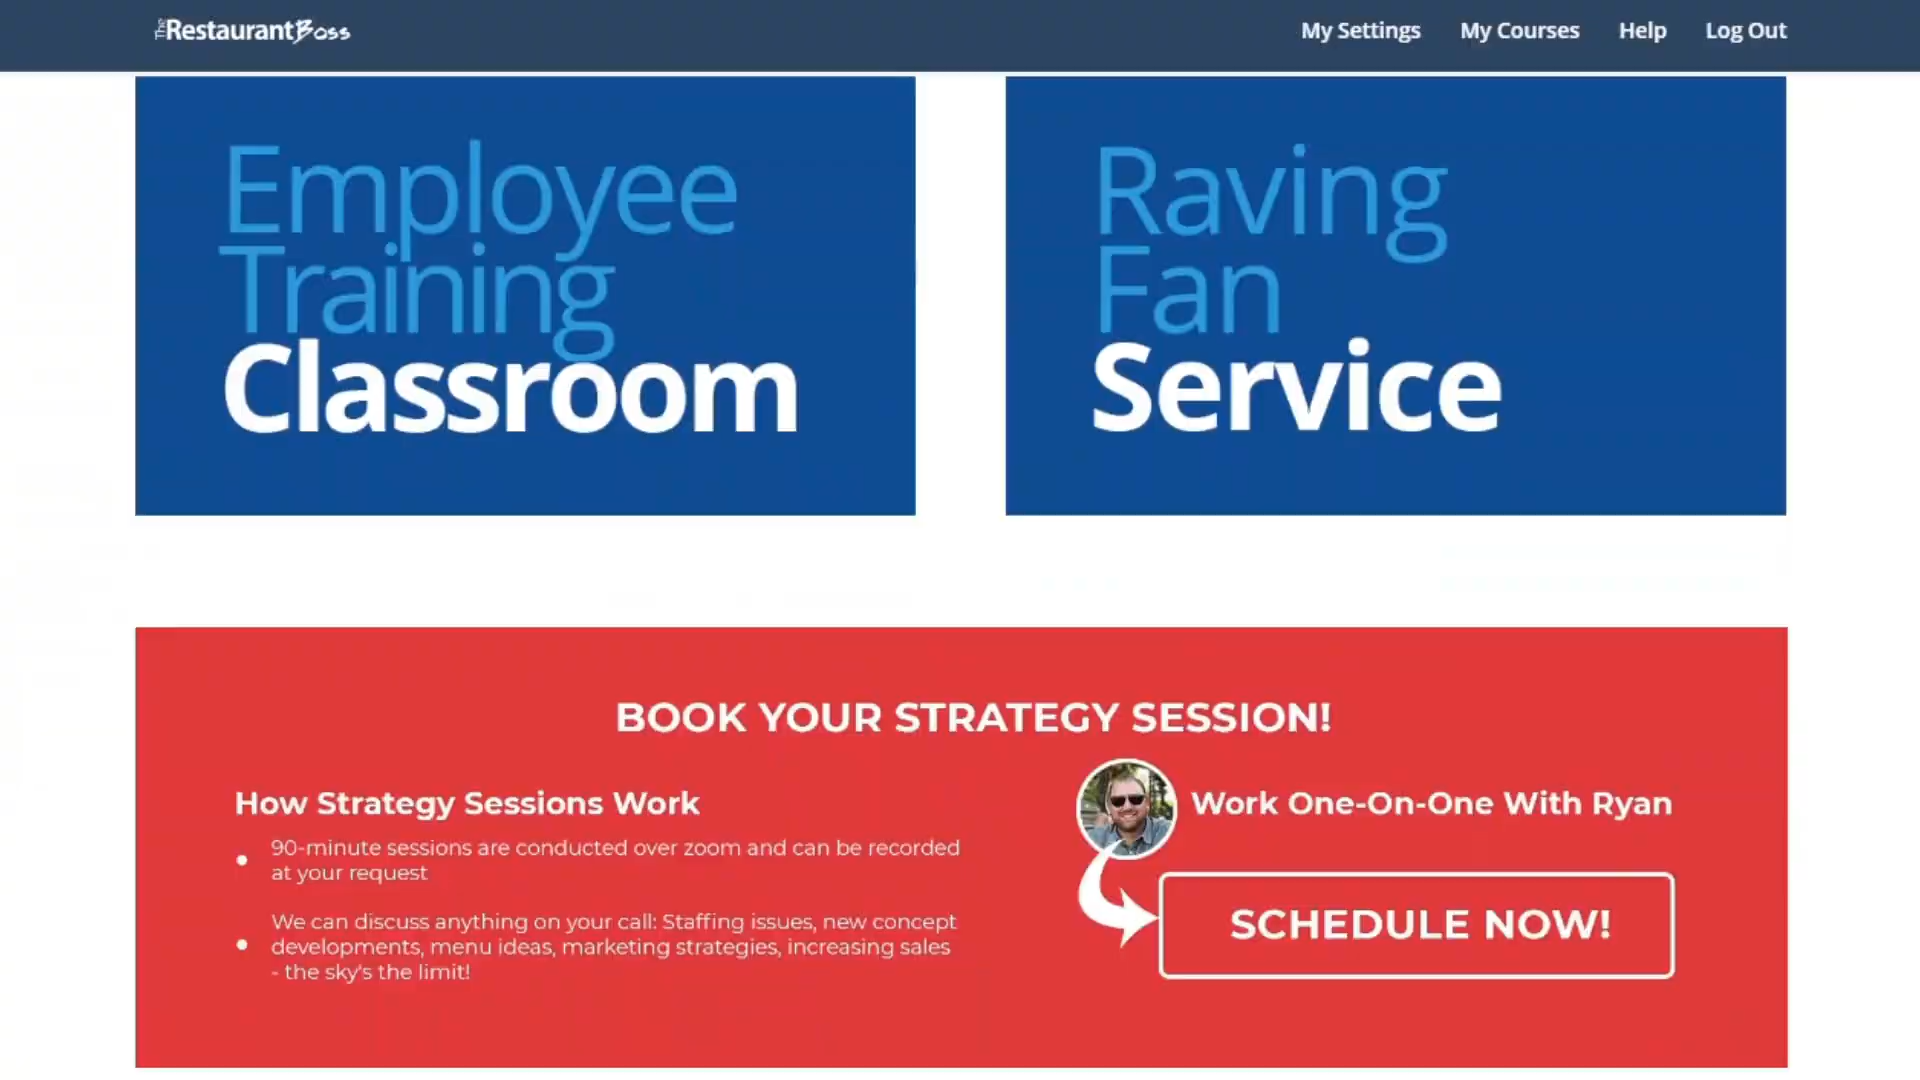 The RestaurantBoss
My Settings
My Courses
Help
Log Out
Employee
Training
Classroom
Raving
Fan
Service
BOOK YOUR STRATEGY SESSION!
How Strategy Sessions Work
• 90-minute sessions are conducted over zoom and can be recorded
at your request
• We can discuss anything on your call: Staffing issues, new concept
developments, menu ideas, marketing strategies, increasing sales
- the sky's the limit!
Work One-On-One With Ryan
SCHEDULE NOW!